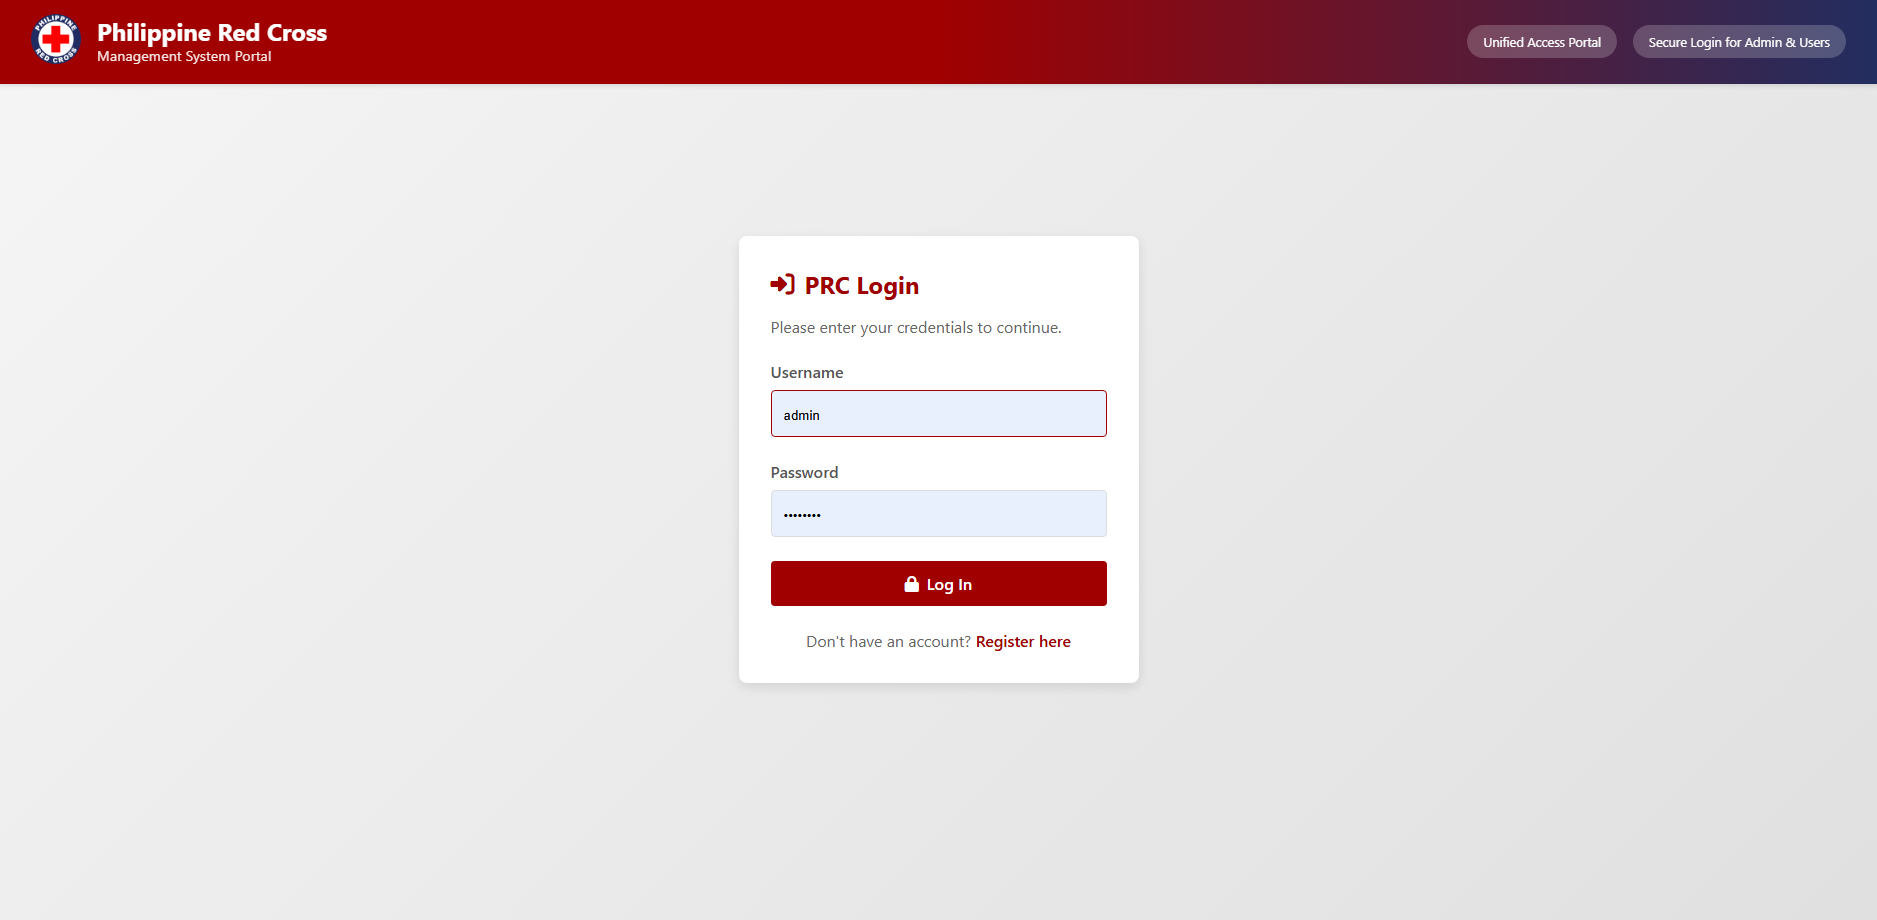 PHILIPPINE
RED CROSS
Philippine Red Cross
Management System Portal
Unified Access Portal
Secure Login for Admin & Users
PRC Login
Please enter your credentials to continue.
Username
admin
Password
••••••••
Log In
Don't have an account? Register here